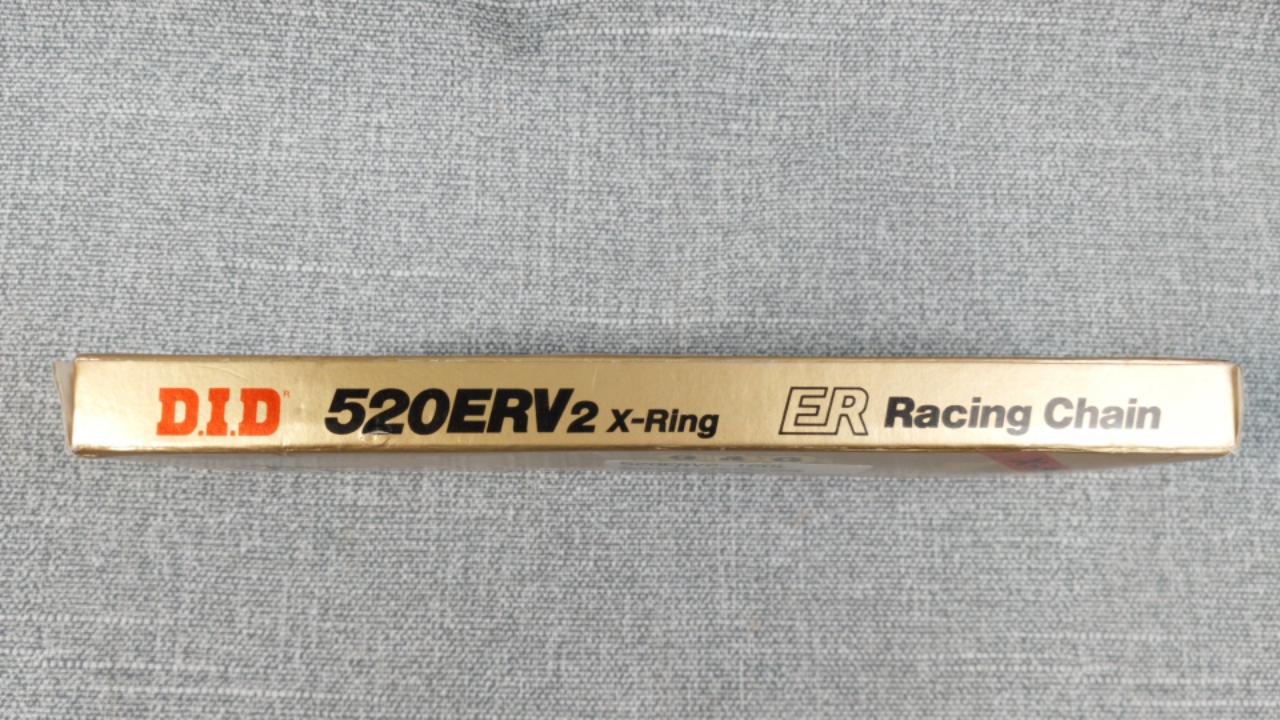 D.I.D R 520ERV2 X-Ring ER Racing Chain